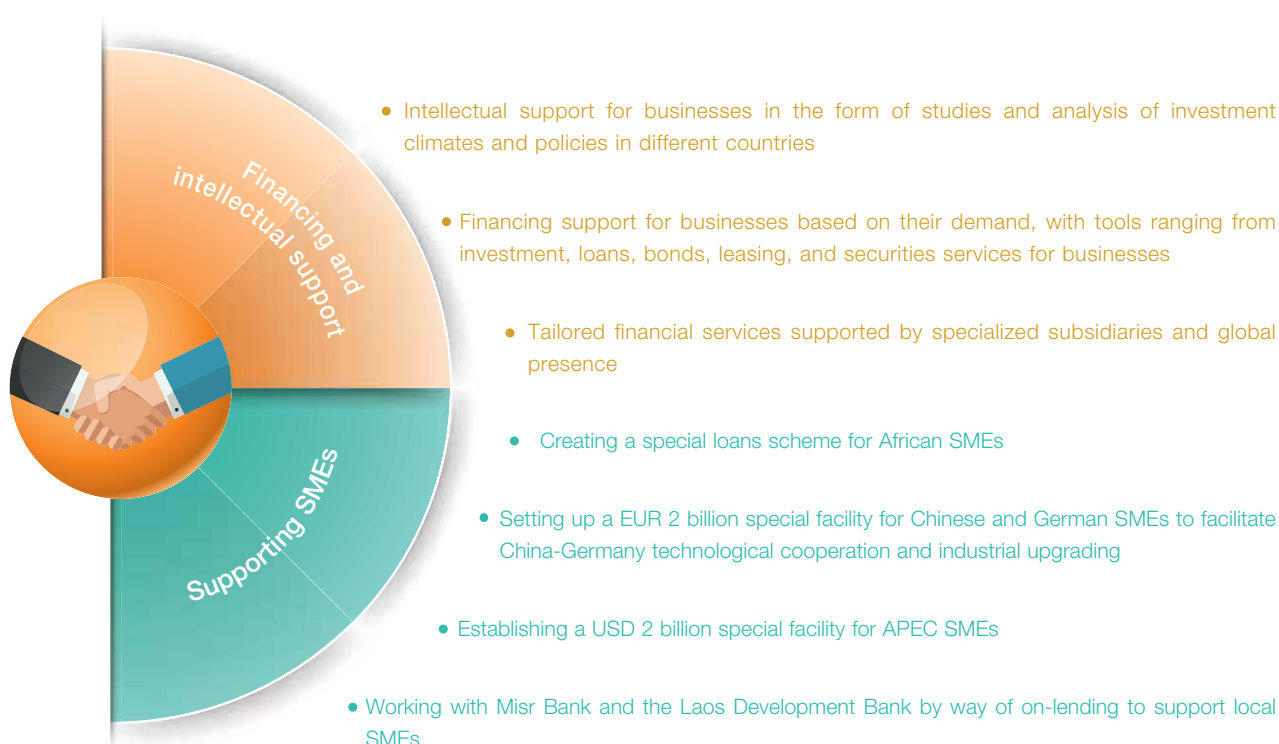 Financing and
intellectual support
Intellectual support for businesses in the form of studies and analysis of investment
climates and policies in different countries
Financing support for businesses based on their demand, with tools ranging from
investment, loans, bonds, leasing, and securities services for businesses
Tailored financial services supported by specialized subsidiaries and global
presence
Supporting SMEs
Creating a special loans scheme for African SMEs
Setting up a EUR 2 billion special facility for Chinese and German SMEs to facilitate
China-Germany technological cooperation and industrial upgrading
Establishing a USD 2 billion special facility for APEC SMEs
Working with Misr Bank and the Laos Development Bank by way of on-lending to support local
SMEs